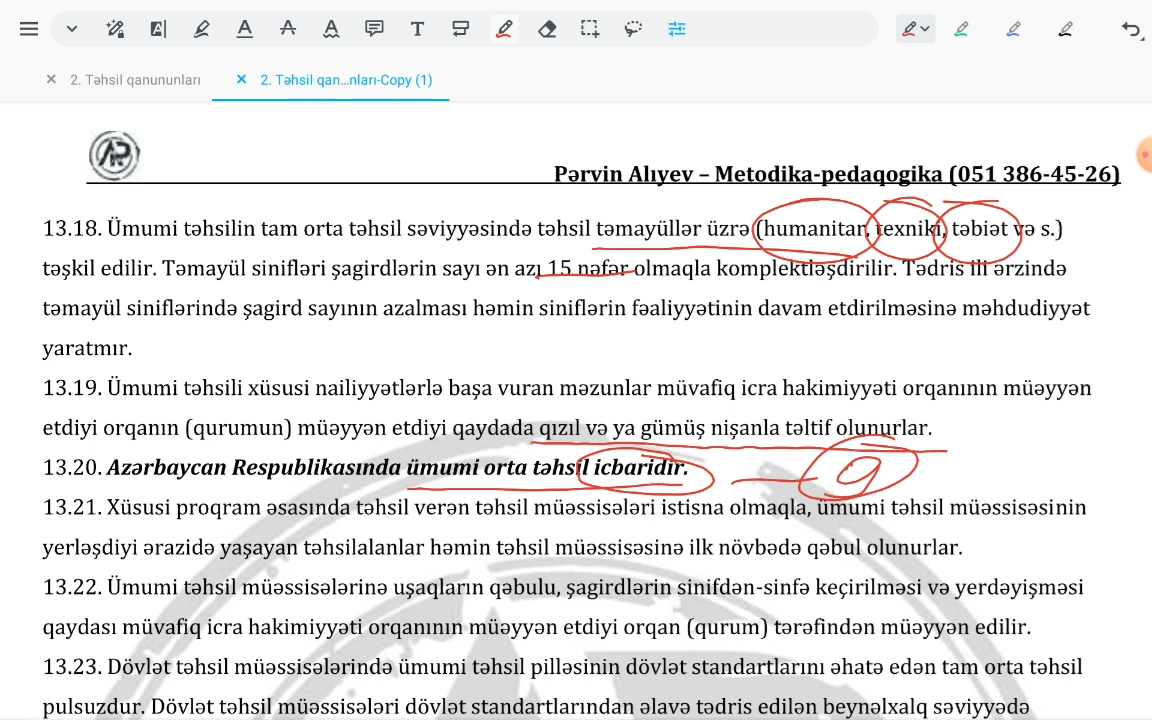 2. Təhsil qanununları
2. Təhsil qan...nları-Copy (1)
Pərvin Alıyev – Metodika-pedaqogika (051 386-45-26)
13.18. Ümumi təhsilin tam orta təhsil səviyyəsində təhsil təmayüllər üzrə (humanitar, texniki, təbiət və s.)
təşkil edilir. Təmayül sinifləri şagirdlərin sayı ən azı 15 nəfər olmaqla komplektləşdirilir. Tədris ili ərzində
təmayül siniflərində şagird sayının azalması həmin siniflərin fəaliyyətinin davam etdirilməsinə məhdudiyyət
yaratmır.
13.19. Ümumi təhsili xüsusi nailiyyətlərlə başa vuran məzunlar müvafiq icra hakimiyyəti orqanının müəyyən
etdiyi orqanın (qurumun) müəyyən etdiyi qaydada qızıl və ya gümüş nişanla təltif olunurlar.
13.20. Azərbaycan Respublikasında ümumi orta təhsil icbaridir. 9
13.21. Xüsusi proqram əsasında təhsil verən təhsil müəssisələri istisna olmaqla, ümumi təhsil müəssisəsinin
yerləşdiyi ərazidə yaşayan təhsilalanlar həmin təhsil müəssisəsinə ilk növbədə qəbul olunurlar.
13.22. Ümumi təhsil müəssisələrinə uşaqların qəbulu, şagirdlərin sinifdən-sinfə keçirilməsi və yerdəyişməsi
qaydası müvafiq icra hakimiyyəti orqanının müəyyən etdiyi orqan (qurum) tərəfindən müəyyən edilir.
13.23. Dövlət təhsil müəssisələrində ümumi təhsil pilləsinin dövlət standartlarını əhatə edən tam orta təhsil
pulsuzdur. Dövlət təhsil müəssisələri dövlət standartlarından əlavə tədris edilən beynəlxalq səviyyədə